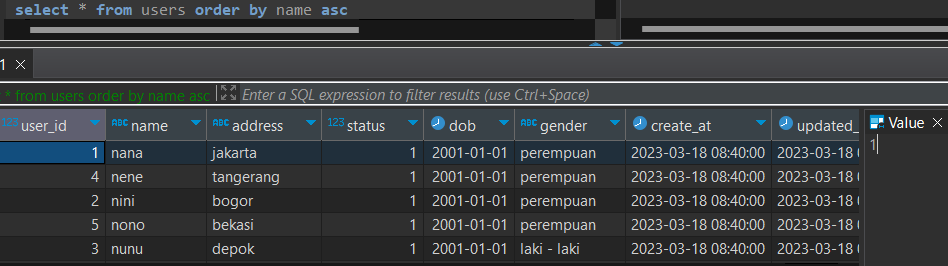 select * from users order by name asc
1 ×
* from users order by name asc Enter a SQL expression to filter results (use Ctrl+Space)
123 user_id ABC name ABC address 123 status dob ABC gender create_at updated_ Value ×
1 nana jakarta 1 2001-01-01 perempuan 2023-03-18 08:40:00 2023-03-18 0 1
4 nene tangerang 1 2001-01-01 perempuan 2023-03-18 08:40:00 2023-03-18 0
2 nini bogor 1 2001-01-01 perempuan 2023-03-18 08:40:00 2023-03-18 0
5 nono bekasi 1 2001-01-01 perempuan 2023-03-18 08:40:00 2023-03-18 0
3 nunu depok 1 2001-01-01 laki - laki 2023-03-18 08:40:00 2023-03-18 0